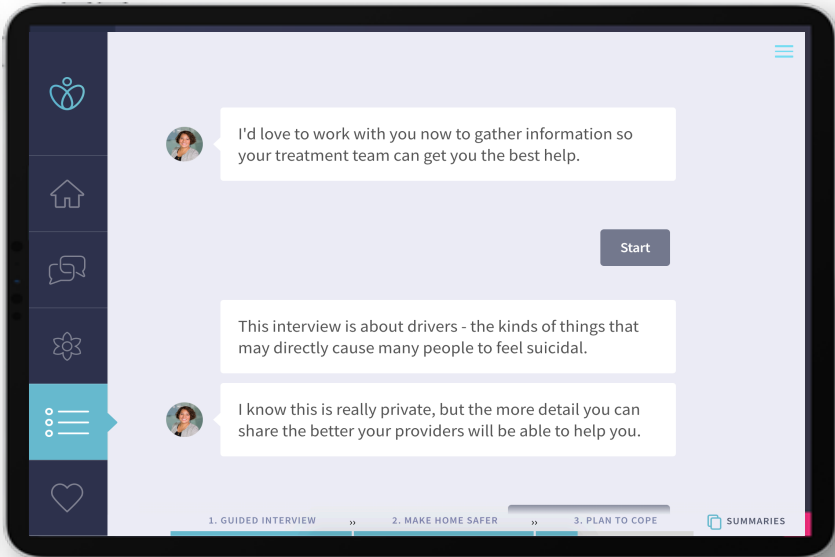 I'd love to work with you now to gather information so
your treatment team can get you the best help.
Start
This interview is about drivers - the kinds of things that
may directly cause many people to feel suicidal.
I know this is really private, but the more detail you can
share the better your providers will be able to help you.
1. GUIDED INTERVIEW ›› 2. MAKE HOME SAFER ›› 3. PLAN TO COPE SUMMARIES